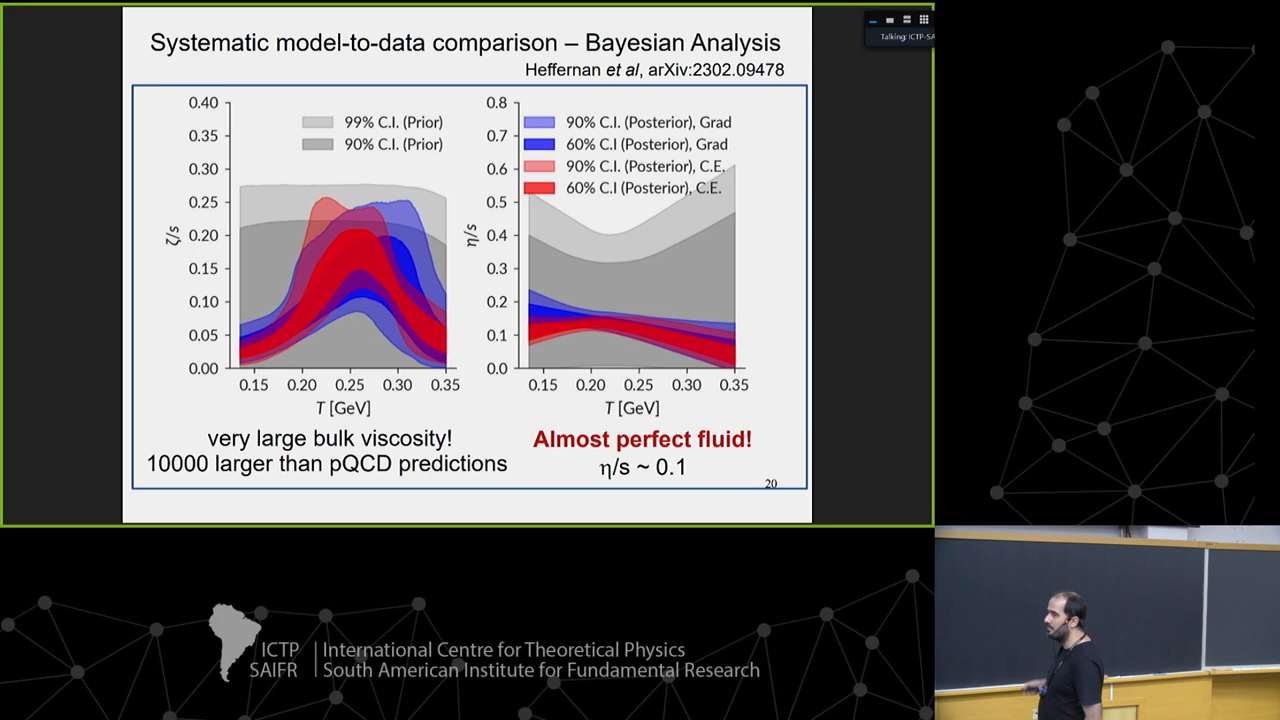 Talking: ICTP-SA
Systematic model-to-data comparison – Bayesian Analysis
Heffernan et al, arXiv:2302.09478
0.40
0.35
0.30
0.25
0.20
0.15
0.10
0.05
0.00
ζ/s
99% C.I. (Prior)
90% C.I. (Prior)
0.15 0.20 0.25 0.30 0.35
T [GeV]
0.8
0.7
0.6
0.5
0.4
0.3
0.2
0.1
0.0
η/s
90% C.I. (Posterior), Grad
60% C.I (Posterior), Grad
90% C.I. (Posterior), C.E.
60% C.I (Posterior), C.E.
0.15 0.20 0.25 0.30 0.35
T [GeV]
very large bulk viscosity!
10000 larger than pQCD predictions
Almost perfect fluid!
η/s ~ 0.1
20
ICTP
SAIFR
International Centre for Theoretical Physics
South American Institute for Fundamental Research